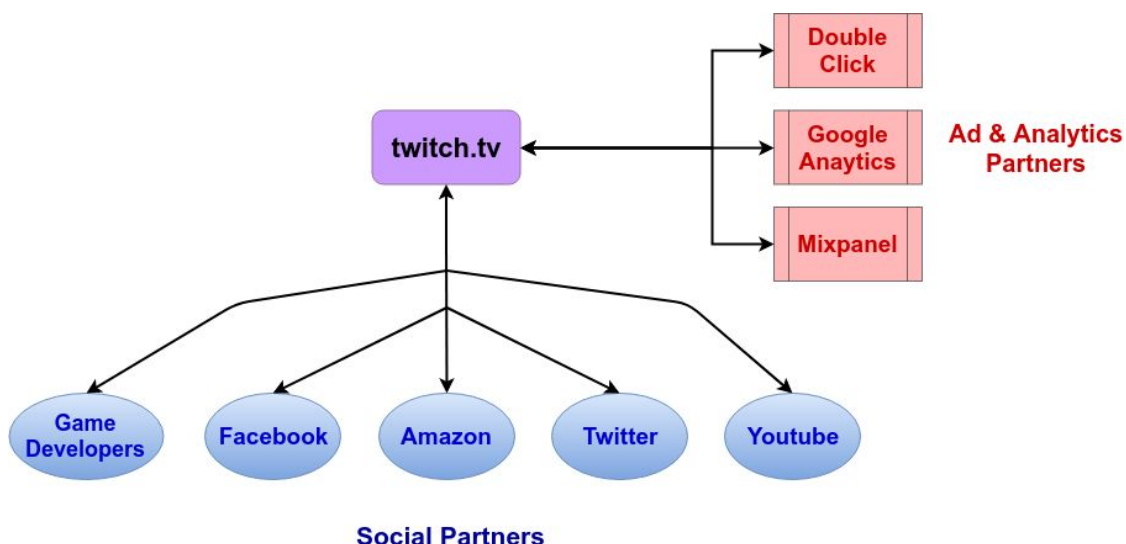 Double
Click
twitch.tv
Google
Anaytics
Ad & Analytics
Partners
Mixpanel
Game
Developers
Facebook
Amazon
Twitter
Youtube
Social Partners